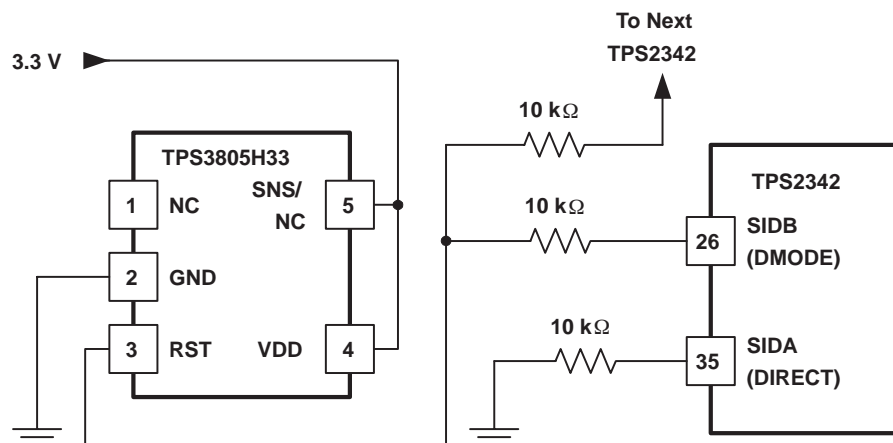 To Next
TPS2342
3.3 V
10 kΩ
TPS3805H33
1 NC
SNS/
NC
5
2 GND
3 RST
VDD 4
10 kΩ
10 kΩ
TPS2342
26
SIDB
(DMODE)
35
SIDA
(DIRECT)